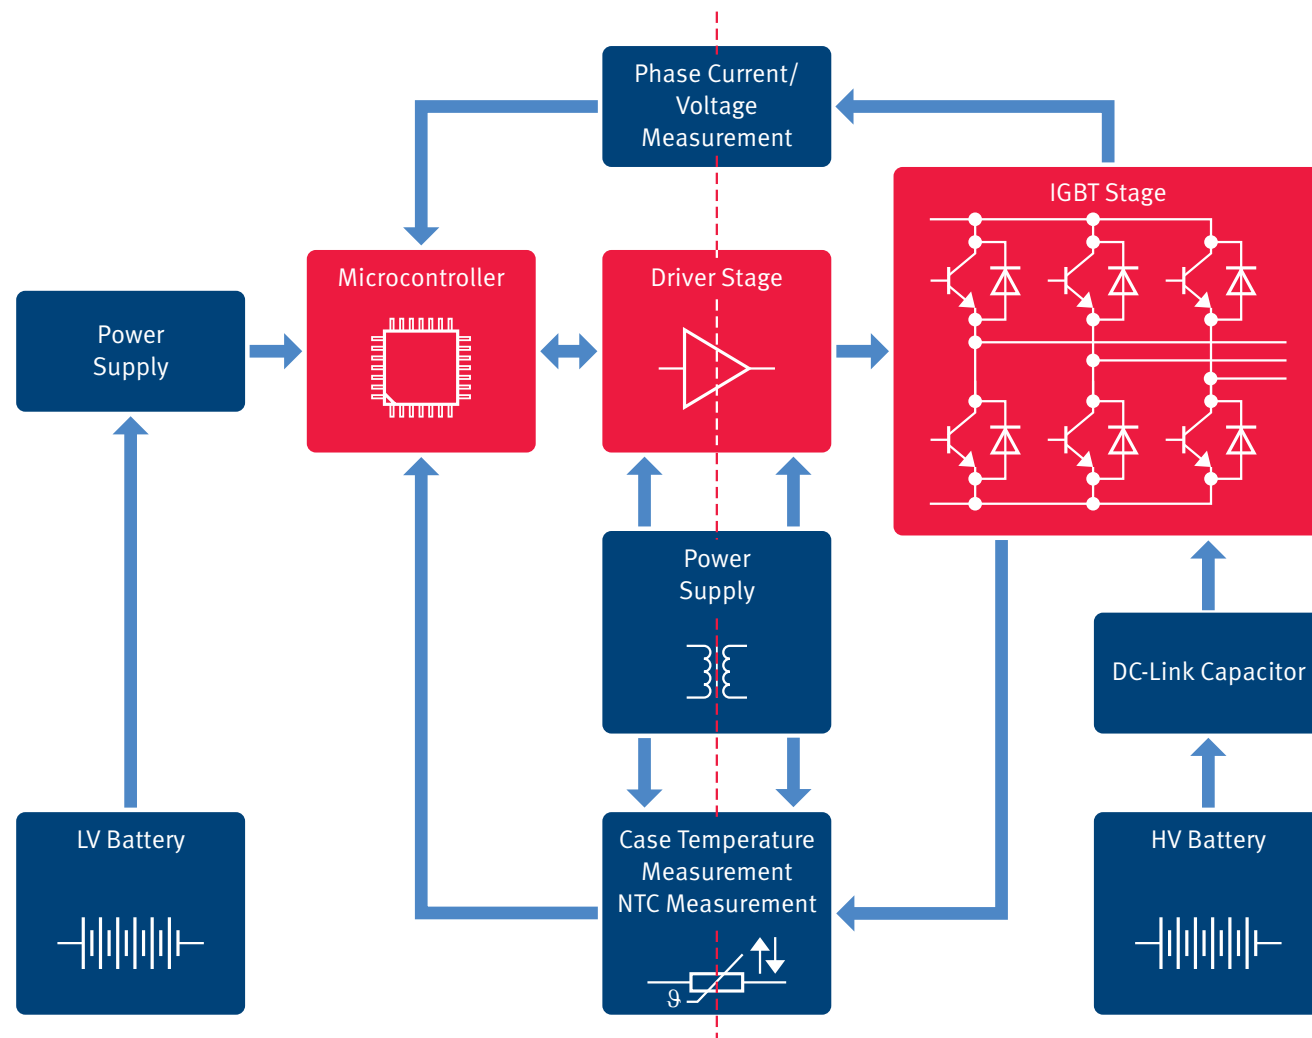 Phase Current/
Voltage
Measurement
IGBT Stage
Microcontroller
Driver Stage
Power
Supply
Power
Supply
DC-Link Capacitor
LV Battery
Case Temperature
Measurement
NTC Measurement
ϑ
HV Battery